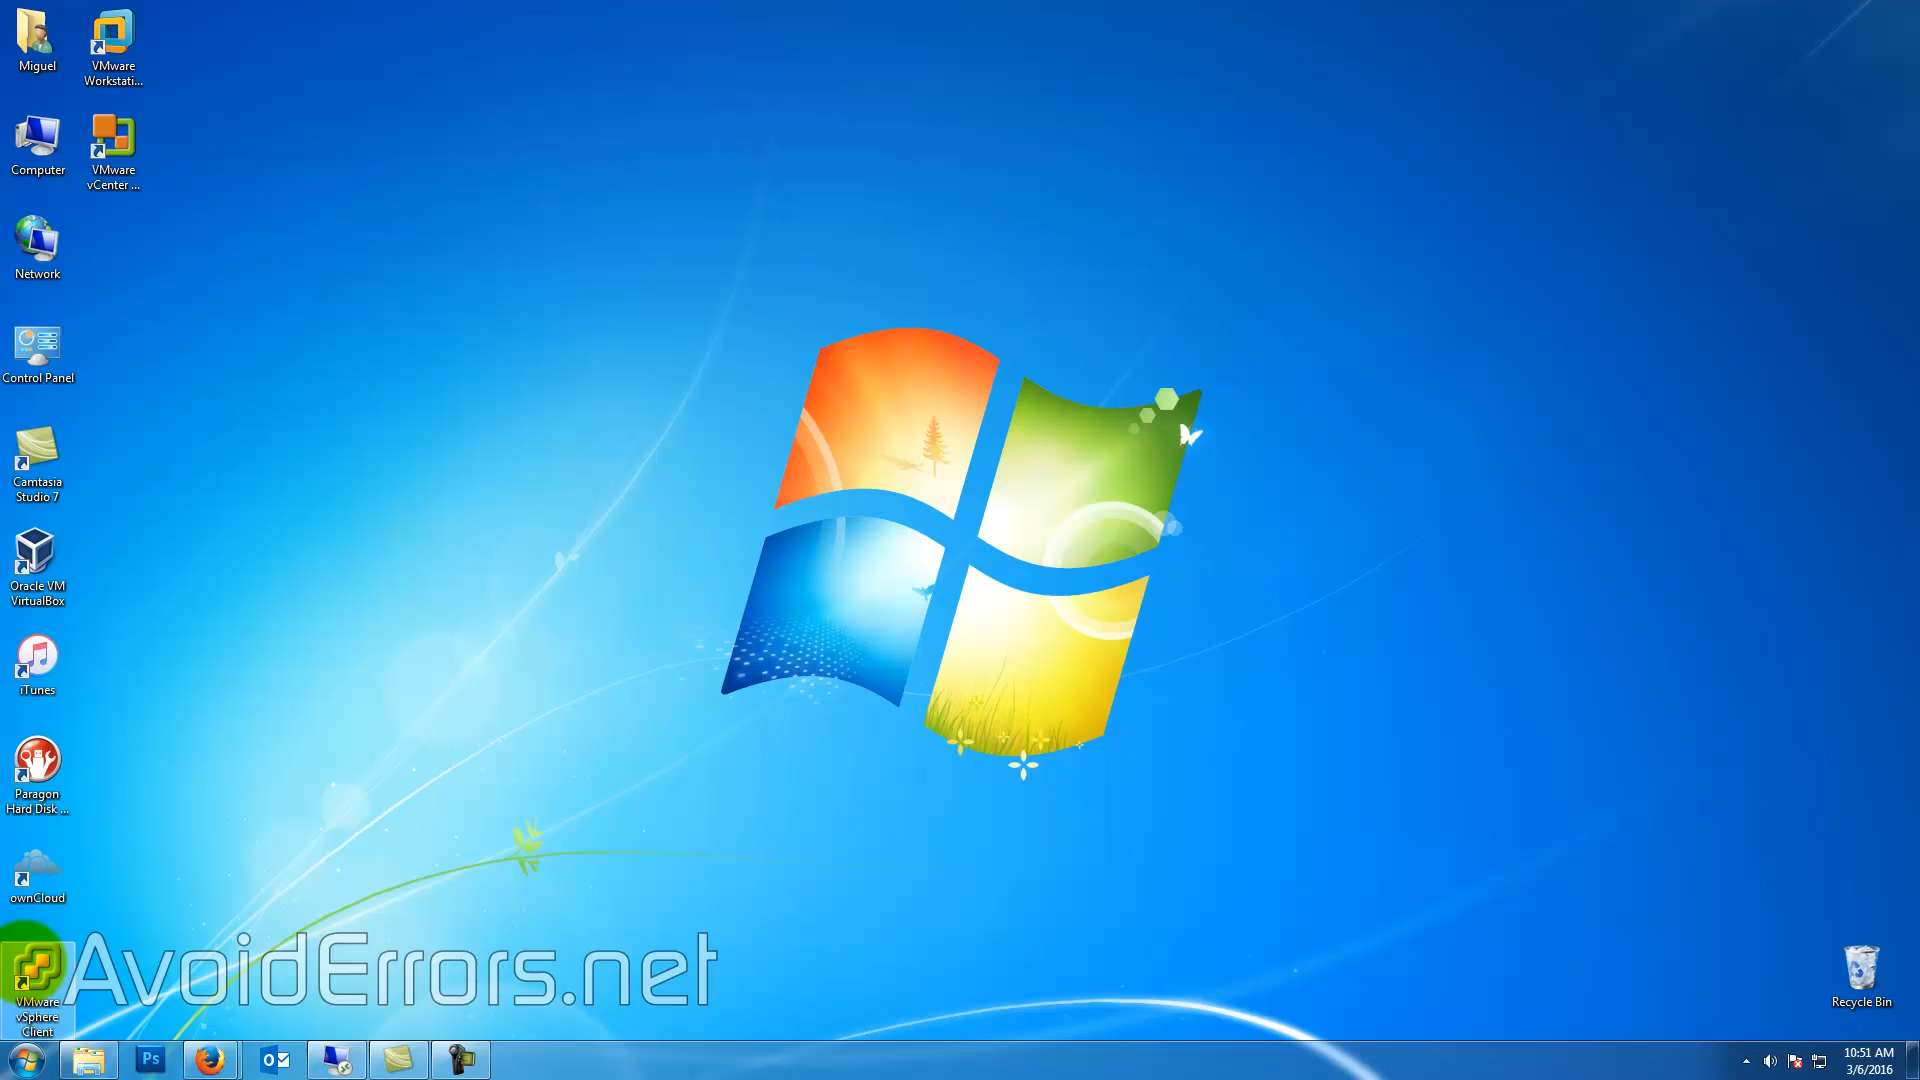 Miguel
VMware
Workstati...
Computer
VMware
vCenter ...
Network
Control Panel
Camtasia
Studio 7
Oracle VM
VirtualBox
iTunes
Paragon
Hard Disk ...
ownCloud
VMware
vSphere
Client
AvoidErrors.net
Recycle Bin
Ps
10:51 AM
3/6/2016